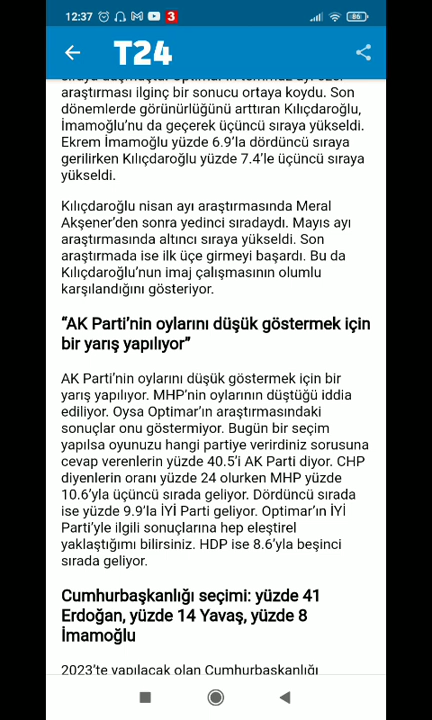 12:37
3
86
T24
araştırması ilginç bir sonucu ortaya koydu. Son
dönemlerde görünürlüğünü arttıran Kılıçdaroğlu,
İmamoğlu’nu da geçerek üçüncü sıraya yükseldi.
Ekrem İmamoğlu yüzde 6.9’la dördüncü sıraya
gerilirken Kılıçdaroğlu yüzde 7.4’le üçüncü sıraya
yükseldi.
Kılıçdaroğlu nisan ayı araştırmasında Meral
Akşener’den sonra yedinci sıradaydı. Mayıs ayı
araştırmasında altıncı sıraya yükseldi. Son
araştırmada ise ilk üçe girmeyi başardı. Bu da
Kılıçdaroğlu’nun imaj çalışmasının olumlu
karşılandığını gösteriyor.
“AK Parti’nin oylarını düşük göstermek için
bir yarış yapılıyor”
AK Parti’nin oylarını düşük göstermek için bir
yarış yapılıyor. MHP’nin oylarının düştüğü iddia
ediliyor. Oysa Optimar’ın araştırmasındaki
sonuçlar onu göstermiyor. Bugün bir seçim
yapılsa oyunuzu hangi partiye verirdiniz sorusuna
cevap verenlerin yüzde 40.5’i AK Parti diyor. CHP
diyenlerin oranı yüzde 24 olurken MHP yüzde
10.6’yla üçüncü sırada geliyor. Dördüncü sırada
ise yüzde 9.9’la İYİ Parti geliyor. Optimar’ın İYİ
Parti’yle ilgili sonuçlarına hep eleştirel
yaklaştığımı bilirsiniz. HDP ise 8.6’yla beşinci
sırada geliyor.
Cumhurbaşkanlığı seçimi: yüzde 41
Erdoğan, yüzde 14 Yavaş, yüzde 8
İmamoğlu
2023’te yapılacak olan Cumhurbaşkanlığı